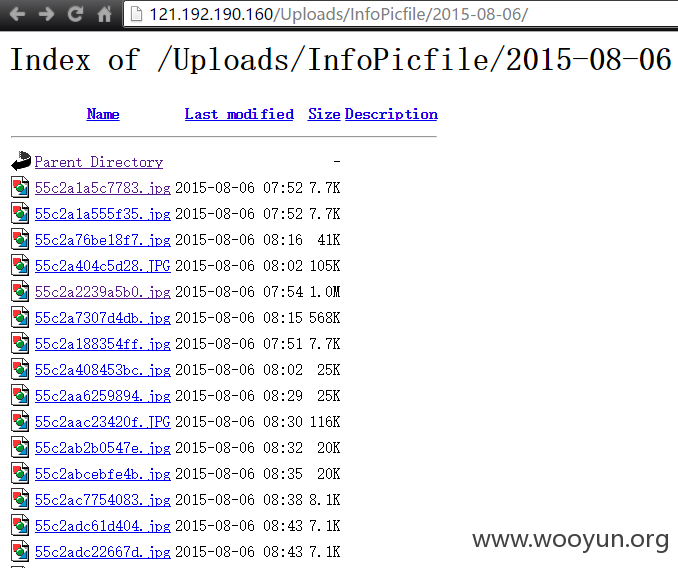 121.192.190.160/Uploads/InfoPicfile/2015-08-06/
Index of /Uploads/InfoPicfile/2015-08-06
Name Last modified Size Description
Parent Directory -
55c2a1a5c7783.jpg 2015-08-06 07:52 7.7K
55c2a1a555f35.jpg 2015-08-06 07:52 7.7K
55c2a76be18f7.jpg 2015-08-06 08:16 41K
55c2a404c5d28.JPG 2015-08-06 08:02 105K
55c2a2239a5b0.jpg 2015-08-06 07:54 1.0M
55c2a7307d4db.jpg 2015-08-06 08:15 568K
55c2a188354ff.jpg 2015-08-06 07:51 7.7K
55c2a408453bc.jpg 2015-08-06 08:02 25K
55c2aa6259894.jpg 2015-08-06 08:29 25K
55c2aac23420f.JPG 2015-08-06 08:30 116K
55c2ab2b0547e.jpg 2015-08-06 08:32 20K
55c2abcebfe4b.jpg 2015-08-06 08:35 20K
55c2ac7754083.jpg 2015-08-06 08:38 8.1K
55c2adc61d404.jpg 2015-08-06 08:43 7.1K
55c2adc22667d.jpg 2015-08-06 08:43 7.1K
www.wooyun.org